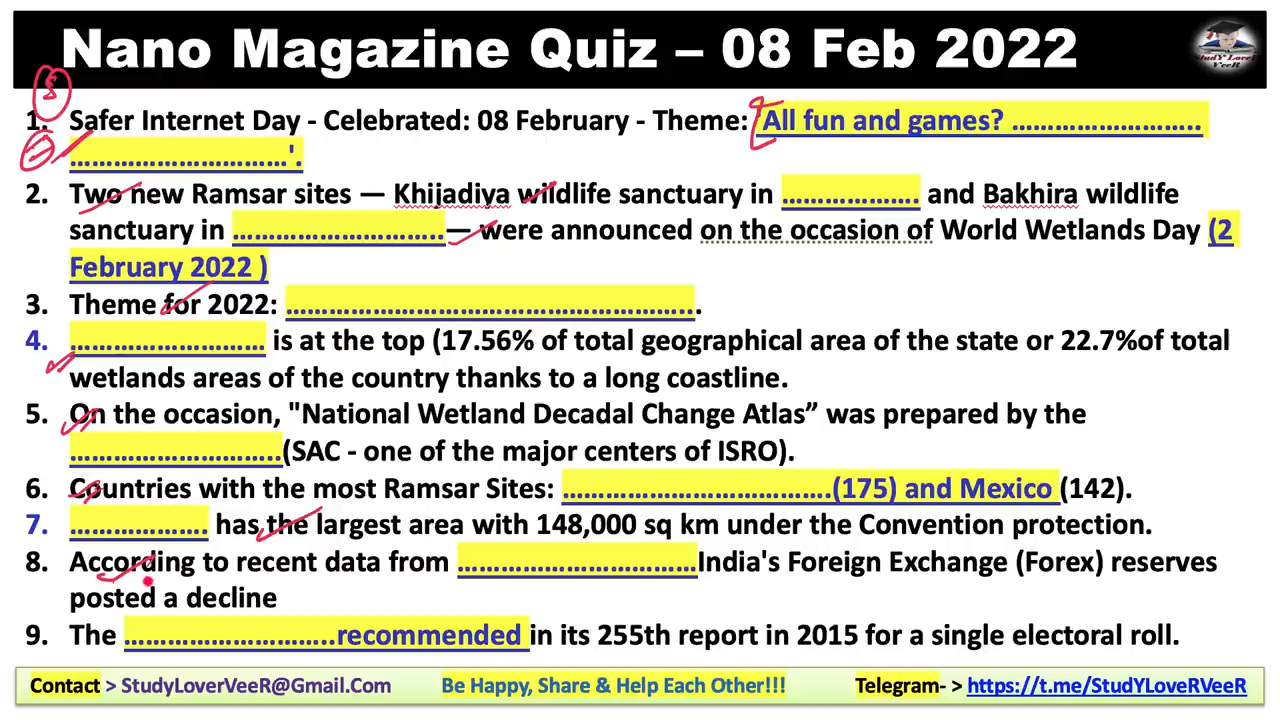 Nano Magazine Quiz – 08 Feb 2022
StudY LoveR
VeeR
1. Safer Internet Day - Celebrated: 08 February - Theme: 'All fun and games? ……………………..
…………………………'.
2. Two new Ramsar sites — Khijadiya wildlife sanctuary in ………………. and Bakhira wildlife
sanctuary in ……………………….. — were announced on the occasion of World Wetlands Day (2
February 2022 )
3. Theme for 2022: ……………………………………………….. .
4. ……………………… is at the top (17.56% of total geographical area of the state or 22.7%of total
wetlands areas of the country thanks to a long coastline.
5. On the occasion, "National Wetland Decadal Change Atlas” was prepared by the
………………………..(SAC - one of the major centers of ISRO).
6. Countries with the most Ramsar Sites: ……………………………….(175) and Mexico (142).
7. ………………. has the largest area with 148,000 sq km under the Convention protection.
8. According to recent data from ……………………………India's Foreign Exchange (Forex) reserves
posted a decline
9. The ………………………..recommended in its 255th report in 2015 for a single electoral roll.
Contact > StudyLoverVeeR@Gmail.Com Be Happy, Share & Help Each Other!!! Telegram- > https://t.me/StudYLoveRVeeR